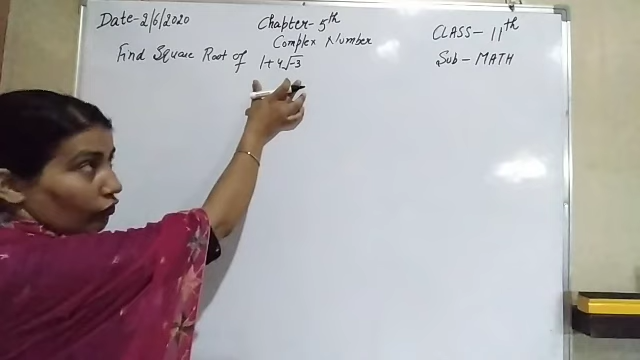 Date-2/6/2020
Chapter-5th
Complex Number
CLASS-11th
Sub-MATH
Find Square Root of 1+4√-3